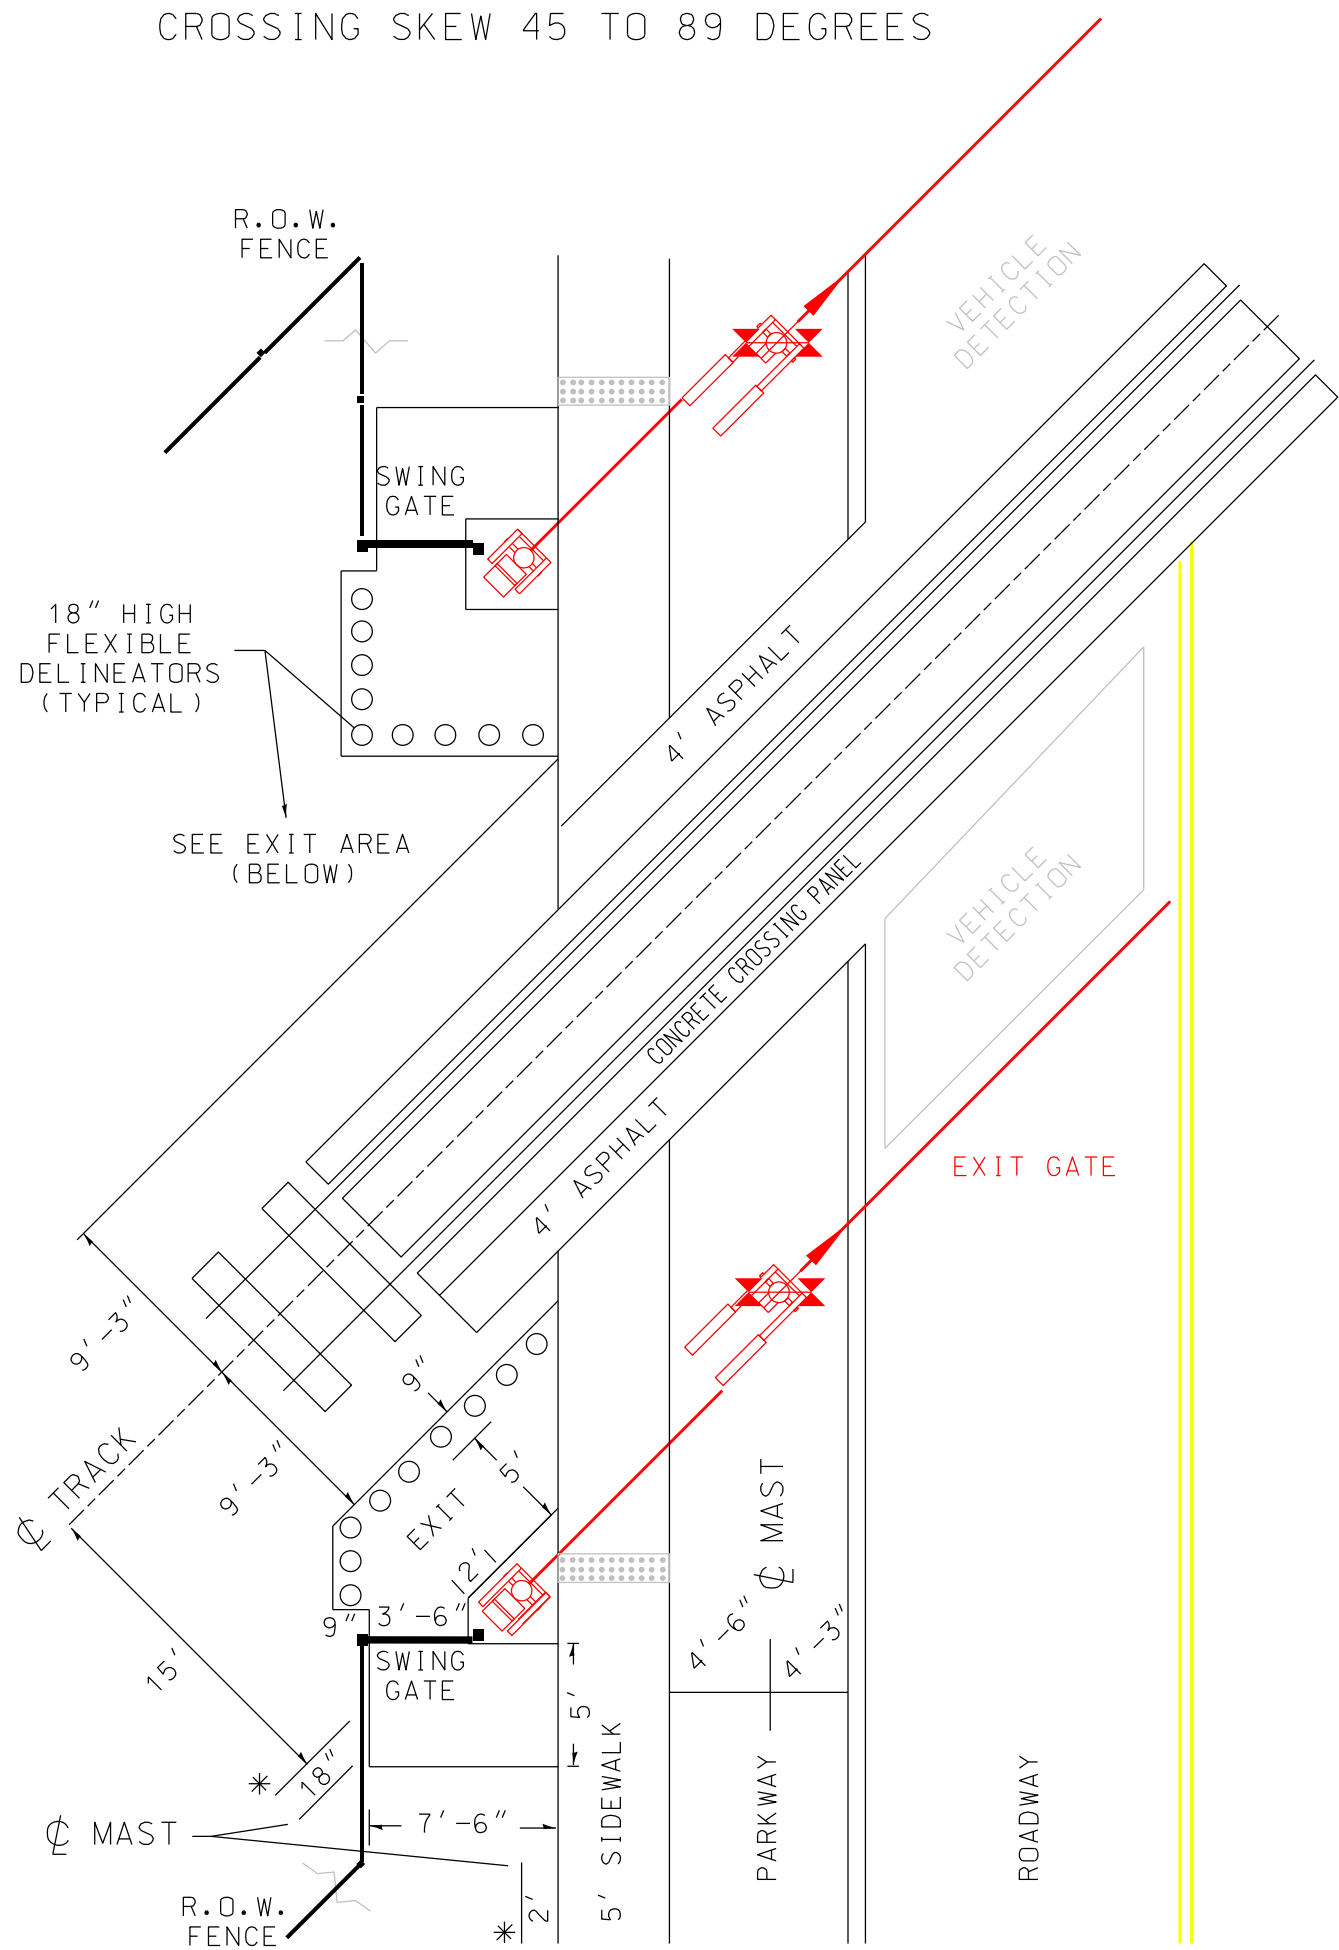 CROSSING SKEW 45 TO 89 DEGREES
R.O.W.
FENCE
VEHICLE
DETECTION
SWING
GATE
18" HIGH
FLEXIBLE
DELINEATORS
(TYPICAL)
4' ASPHALT
SEE EXIT AREA
(BELOW)
VEHICLE
DETECTION
CONCRETE CROSSING PANEL
4' ASPHALT
EXIT GATE
9'-3"
9"
℄ TRACK
9'-3"
5'
EXIT
℄ MAST
12'
9"
3'-6"
4'-6"
4'-3"
SWING
GATE
15'
5'
* 18"
℄ MAST
7'-6"
5' SIDEWALK
PARKWAY
ROADWAY
R.O.W.
FENCE
* 2'